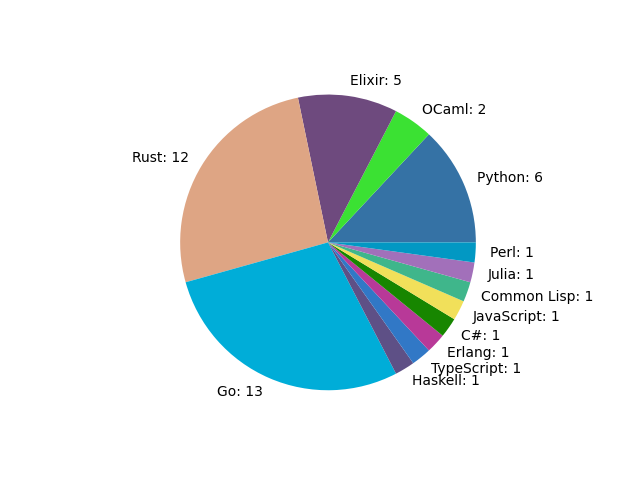 Elixir: 5
OCaml: 2
Rust: 12
Python: 6
Perl: 1
Julia: 1
Common Lisp: 1
JavaScript: 1
C#: 1
Erlang: 1
TypeScript: 1
Haskell: 1
Go: 13